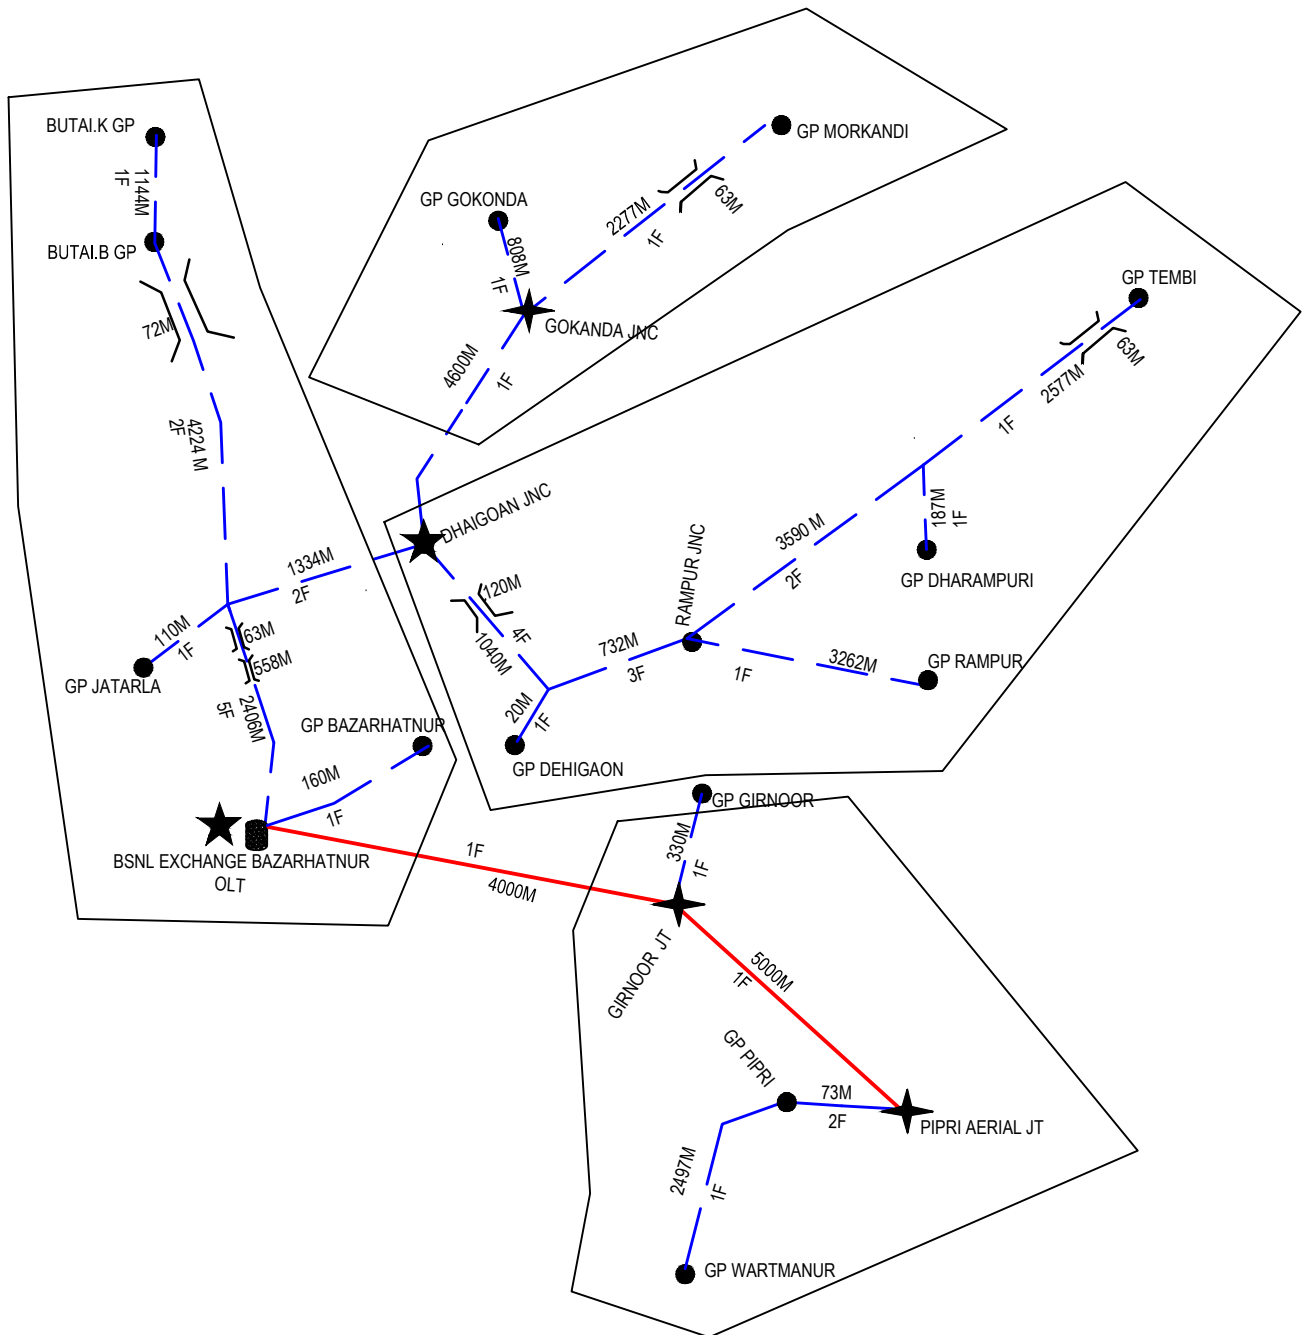 BUTAI.K GP
1144M
1F
BUTAI.B GP
72M
4224 M
2F
GP MORKANDI
63M
GP GOKONDA
2277M
1F
808M
1F
GOKANDA JNC
4600M
1F
GP TEMBI
63M
2577M
1F
187M
1F
GP DHARAMPURI
3590 M
2F
DHAIGOAN JNC
1334M
2F
120M
4F
1040M
RAMPUR JNC
732M
3F
3262M
1F
GP RAMPUR
110M
1F
GP JATARLA
63M
558M
2406M
5F
20M
1F
GP DEHIGAON
GP BAZARHATNUR
160M
1F
BSNL EXCHANGE BAZARHATNUR
OLT
1F
4000M
GP GIRNOOR
330M
1F
GIRNOOR JT
5000M
1F
GP PIPRI
73M
2F
PIPRI AERIAL JT
2497M
1F
GP WARTMANUR